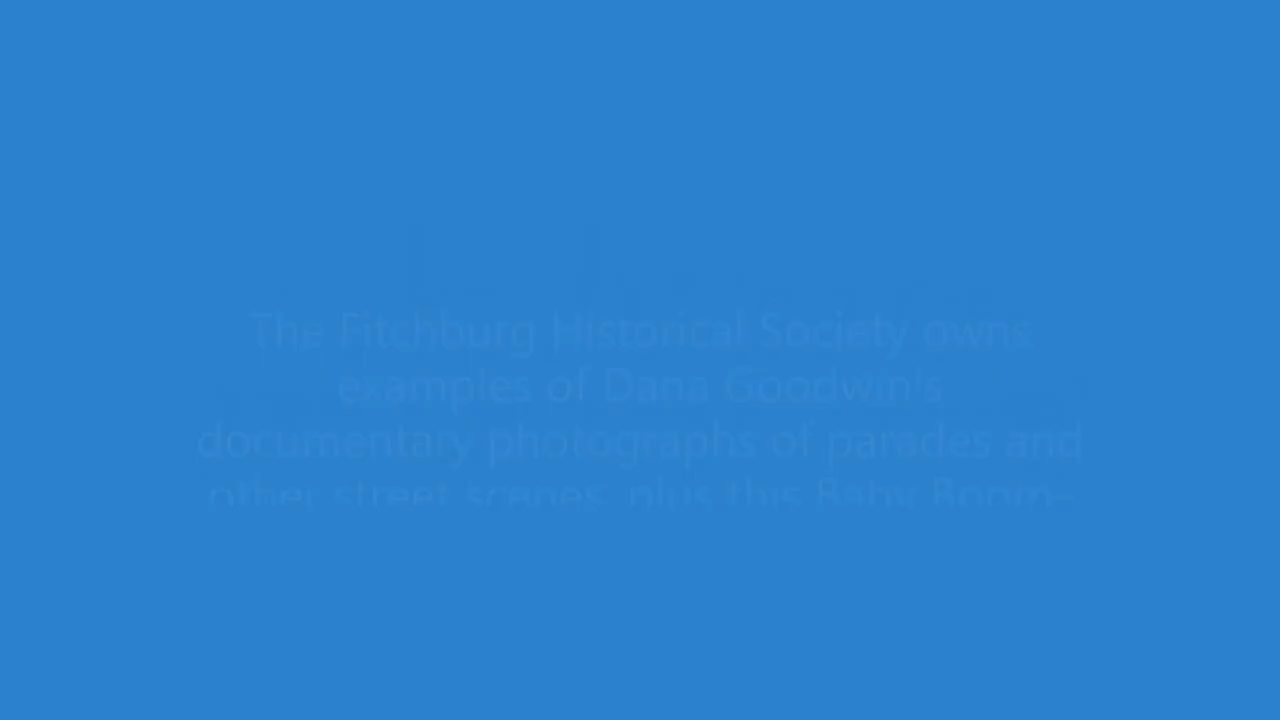 The Fitchburg Historical Society owns
examples of Dana Goodwin's
documentary photographs of parades and
other street scenes, plus this Baby Boom-